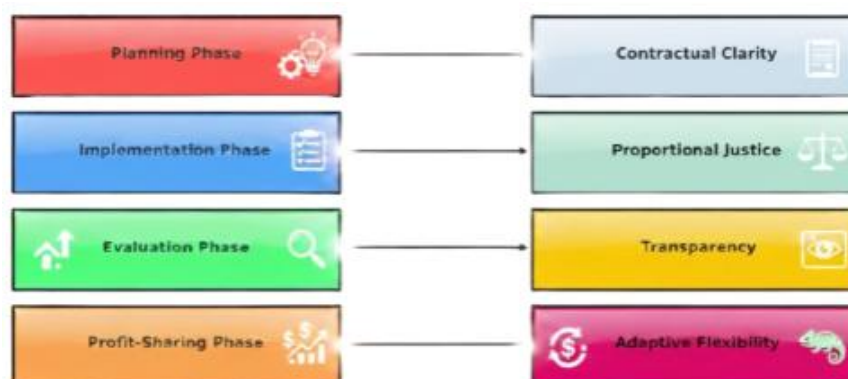 Planning Phase
Contractual Clarity
Implementation Phase
Proportional Justice
Evaluation Phase
Transparency
Profit-Sharing Phase
Adaptive Flexibility